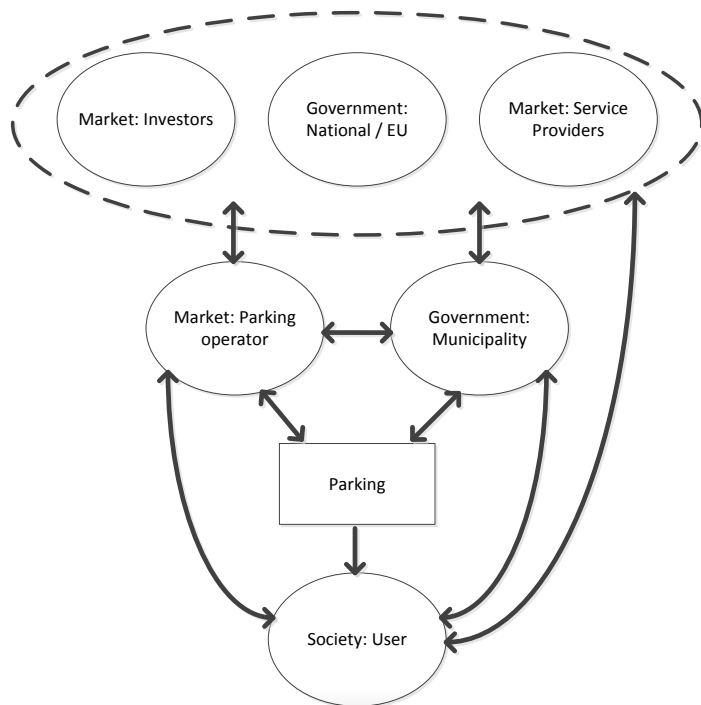 Market: Investors
Government:
National / EU
Market: Service
Providers
Market: Parking
operator
Government:
Municipality
Parking
Society: User